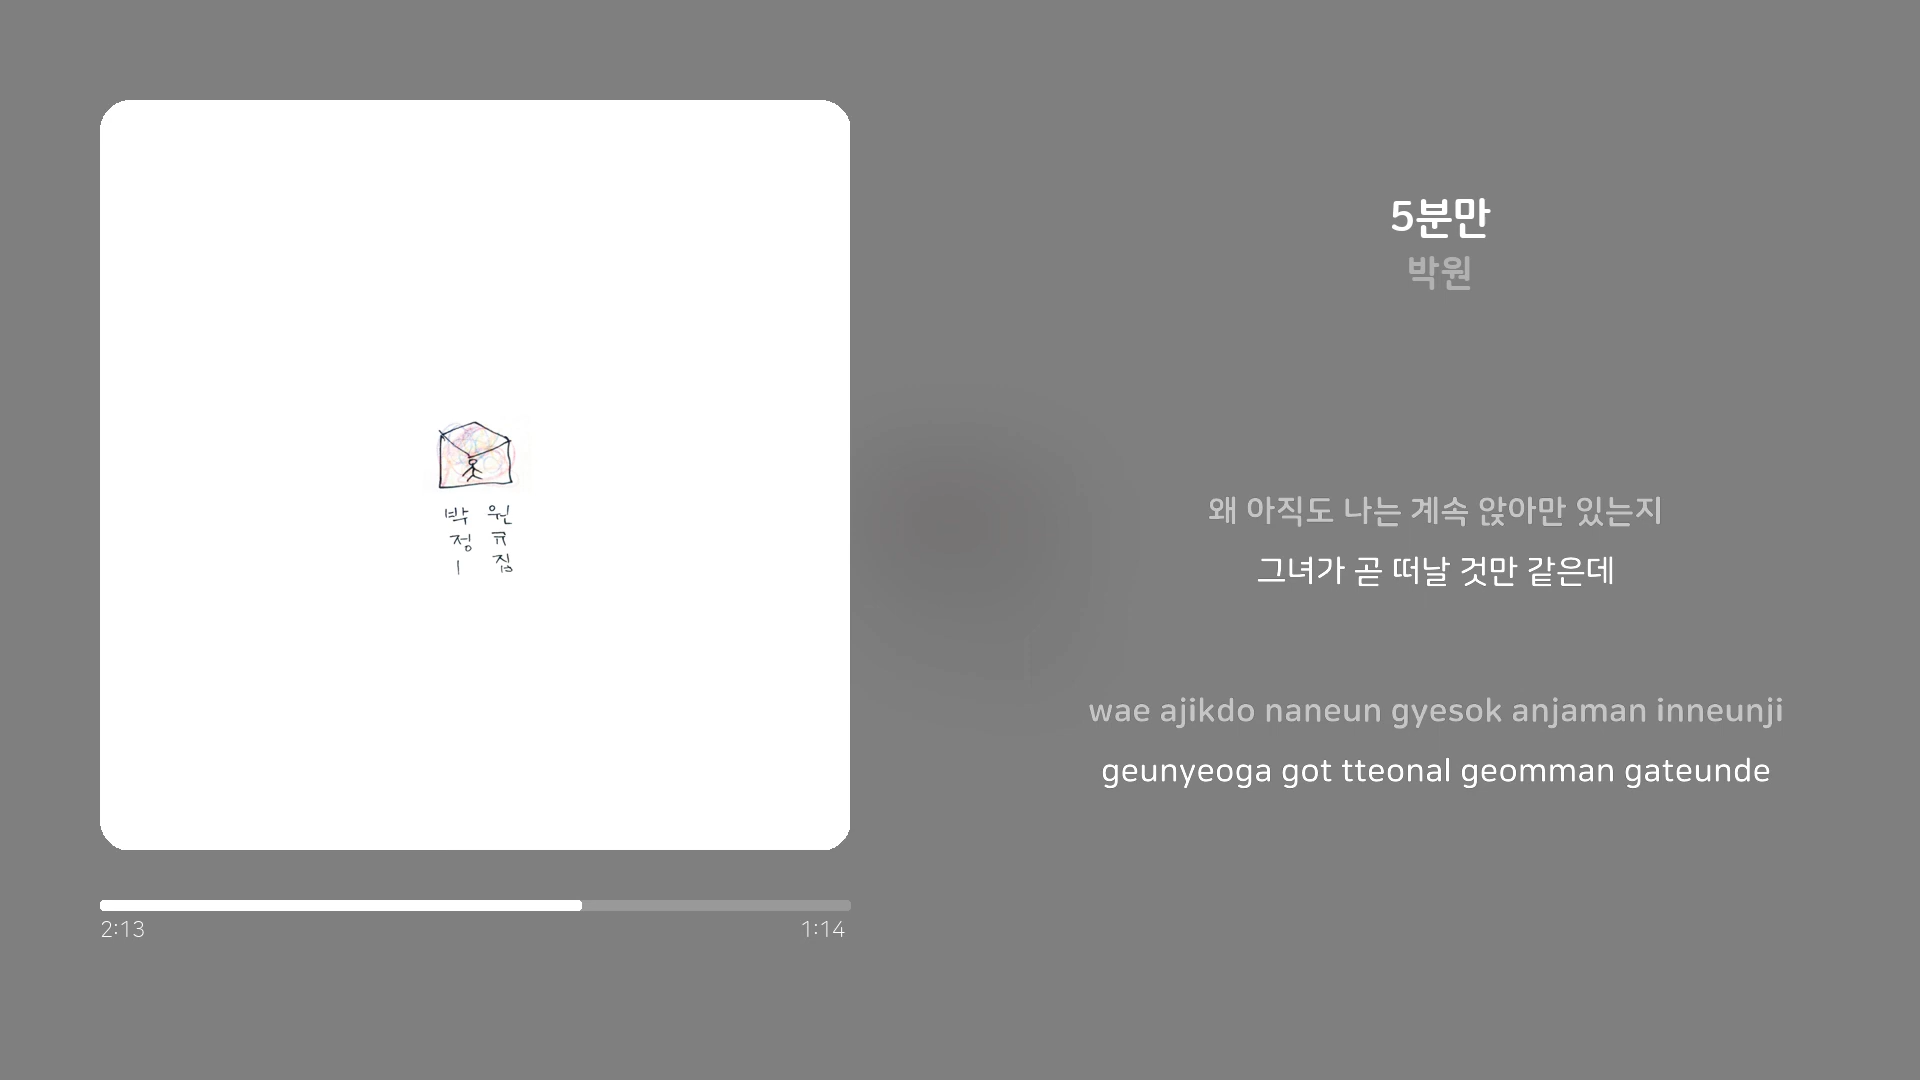 박 원
정 규
1 집
2:13
1:14
5분만
박원
왜 아직도 나는 계속 앉아만 있는지
그녀가 곧 떠날 것만 같은데
wae ajikdo naneun gyesok anjaman inneunji
geunyeoga got tteonal geomman gateunde